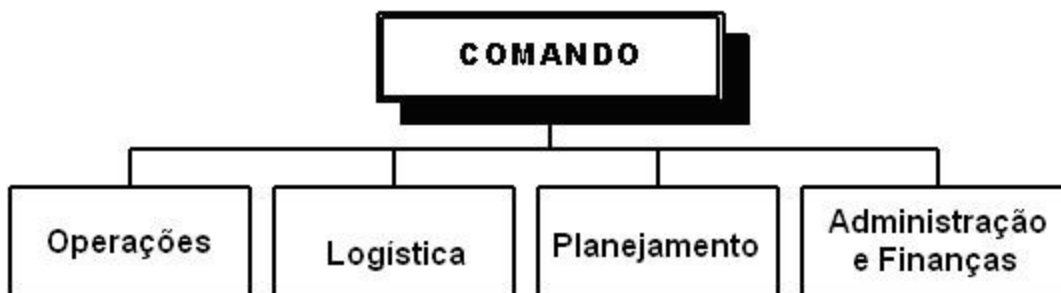 COMANDO
Operações
Logística
Planejamento
Administração
e Finanças